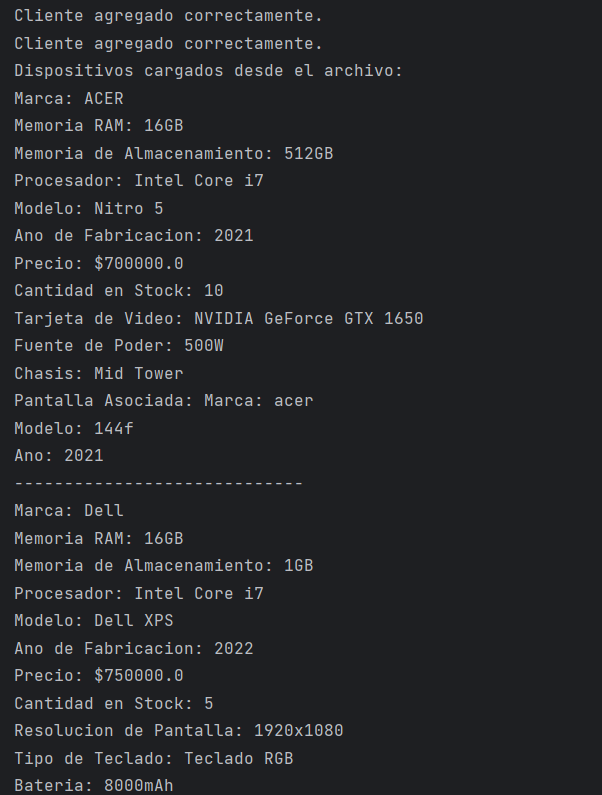 Cliente agregado correctamente.
Cliente agregado correctamente.
Dispositivos cargados desde el archivo:
Marca: ACER
Memoria RAM: 16GB
Memoria de Almacenamiento: 512GB
Procesador: Intel Core i7
Modelo: Nitro 5
Ano de Fabricacion: 2021
Precio: $700000.0
Cantidad en Stock: 10
Tarjeta de Video: NVIDIA GeForce GTX 1650
Fuente de Poder: 500W
Chasis: Mid Tower
Pantalla Asociada: Marca: acer
Modelo: 144f
Ano: 2021
-----------------------------
Marca: Dell
Memoria RAM: 16GB
Memoria de Almacenamiento: 1GB
Procesador: Intel Core i7
Modelo: Dell XPS
Ano de Fabricacion: 2022
Precio: $750000.0
Cantidad en Stock: 5
Resolucion de Pantalla: 1920x1080
Tipo de Teclado: Teclado RGB
Bateria: 8000mAh